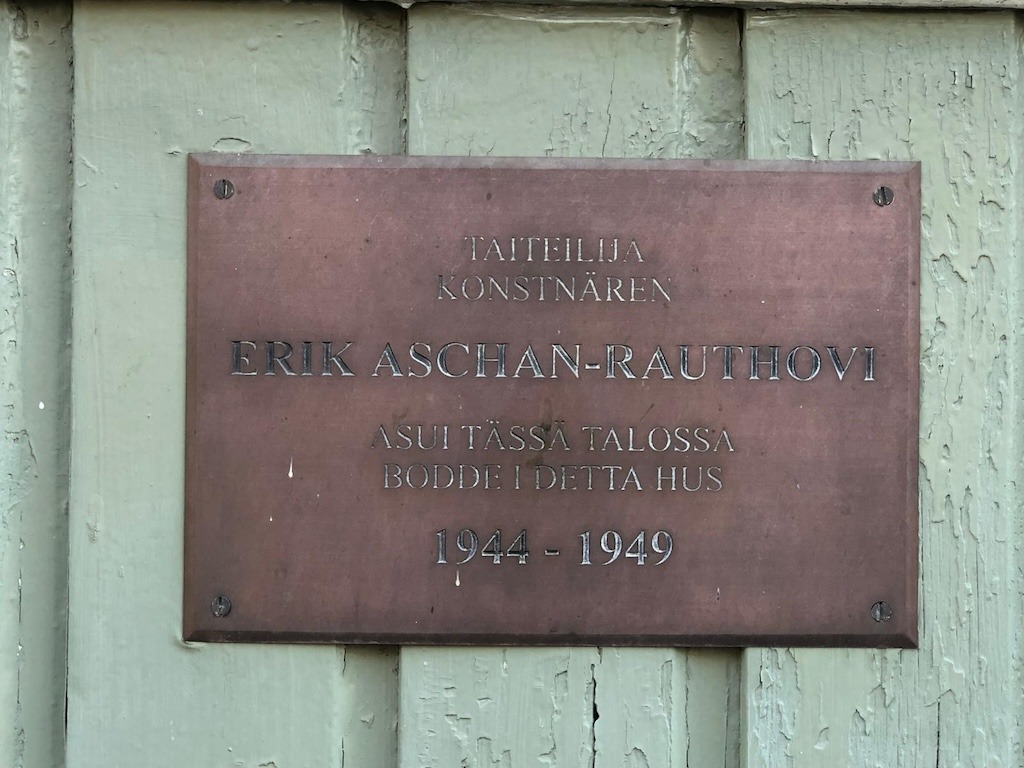 TAITEILIJA
KONSTNÄREN
ERIK ASCHAN-RAUTHOVI
ASUI TÄSSÄ TALOSSA
BODDE I DETTA HUS
1944 - 1949